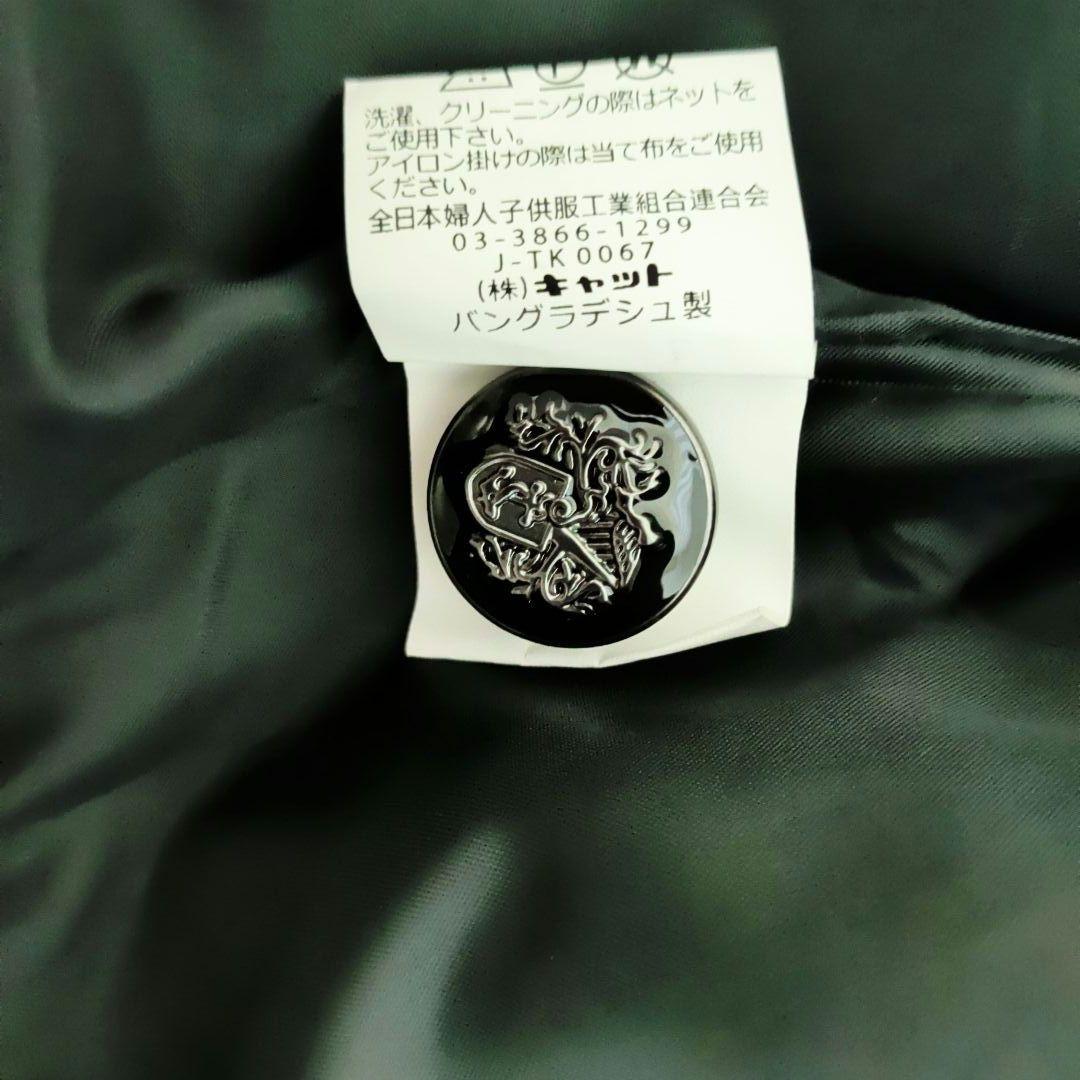 洗濯、クリーニングの際はネットを
ご使用下さい。
アイロン掛けの際は当て布をご使用
ください。
全日本婦人子供服工業組合連合会
03-3866-1299
J-TK0067
(株)キャット
バングラデシュ製